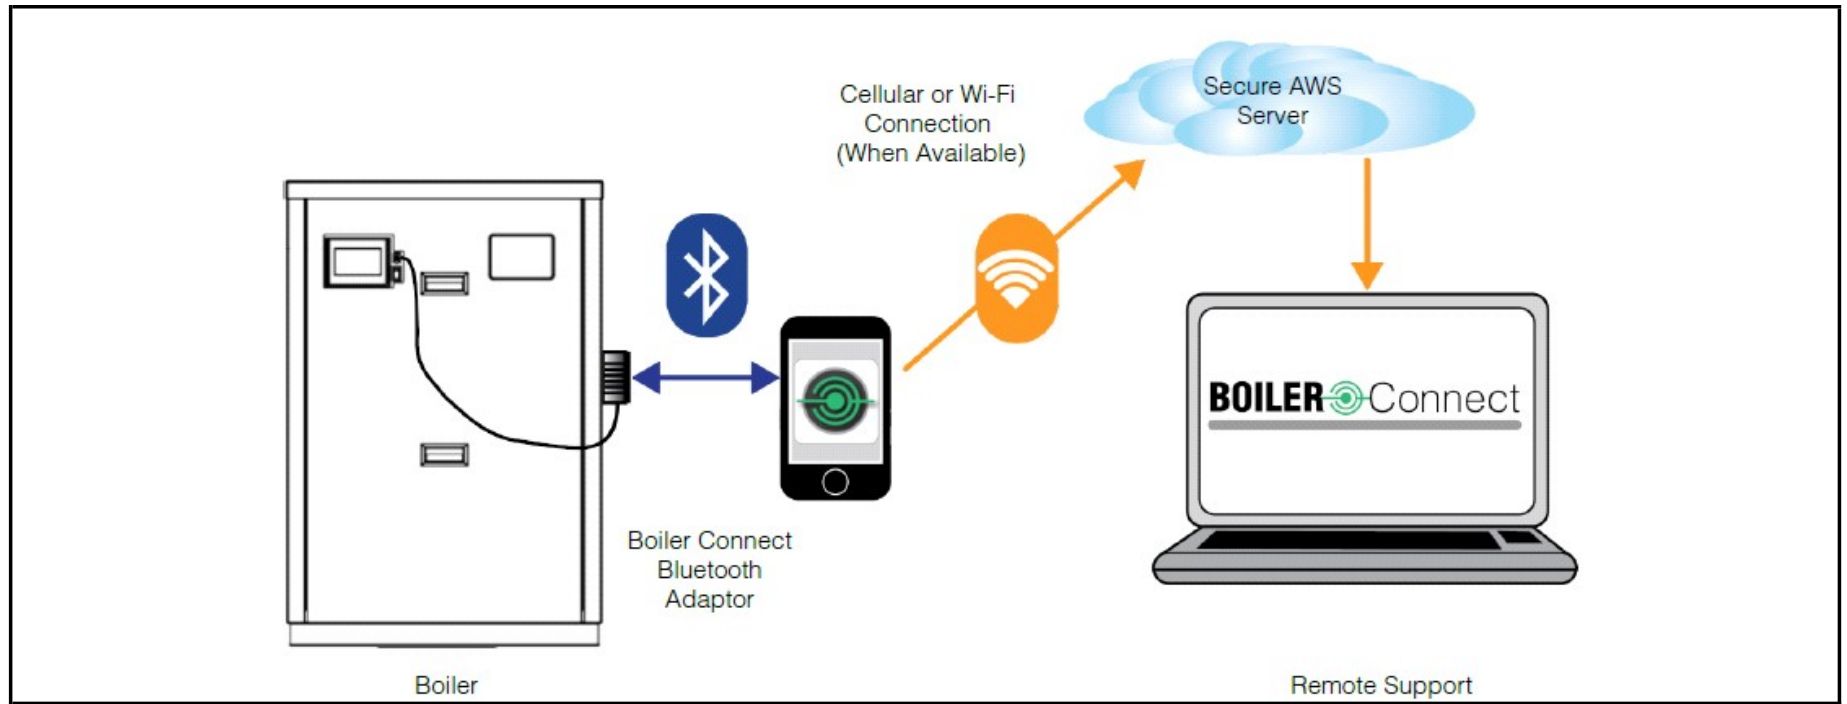 Cellular or Wi-Fi
Connection
(When Available)
Secure AWS
Server
BOILER Connect
Boiler Connect
Bluetooth
Adaptor
Boiler
Remote Support